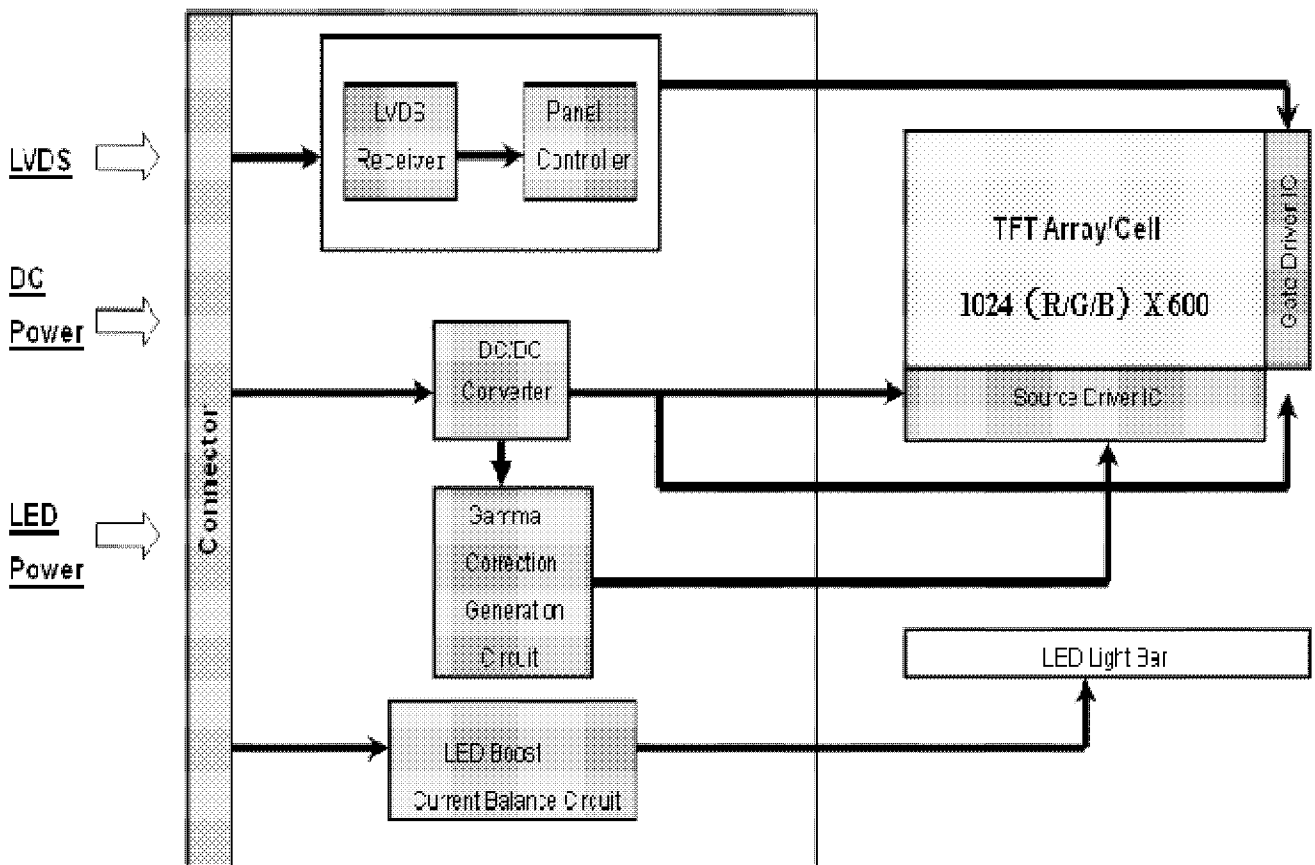 LVDS
DC
Power
LED
Power
Connector
LVDS
Receiver
Panel
Controller
DC/DC
Converter
Gamma
Correction
Generation
Circuit
LED Boost
Current Balance Circuit
TFT Array/Cell
1024 (R/G/B) X 600
Gate Driver IC
Source Driver IC
LED Light Bar